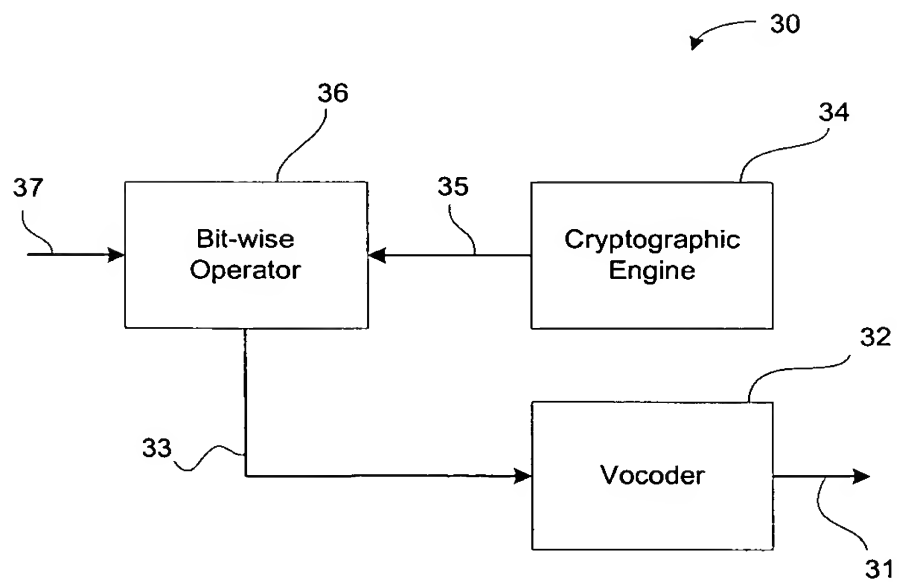 30
36
34
37
35
Bit-wise
Operator
Cryptographic
Engine
32
33
Vocoder
31